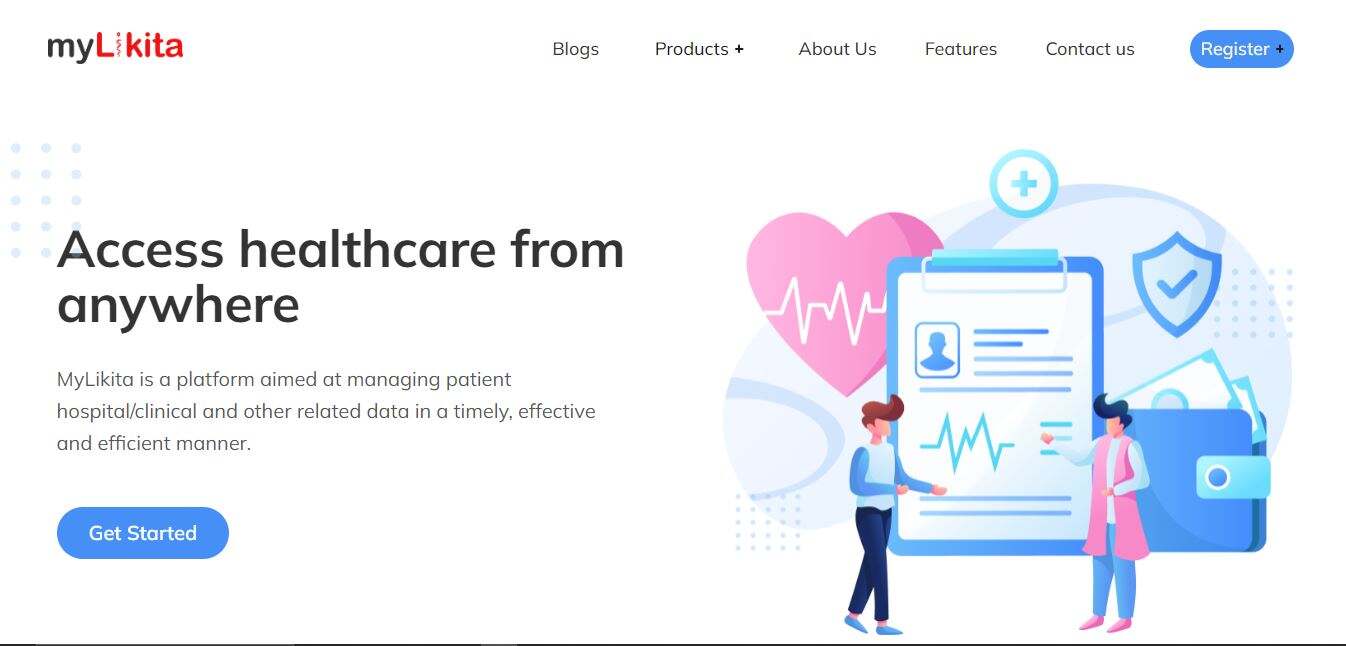 myLikita
Blogs
Products +
About Us
Features
Contact us
Register +
Access healthcare from
anywhere
MyLikita is a platform aimed at managing patient
hospital/clinical and other related data in a timely, effective
and efficient manner.
Get Started